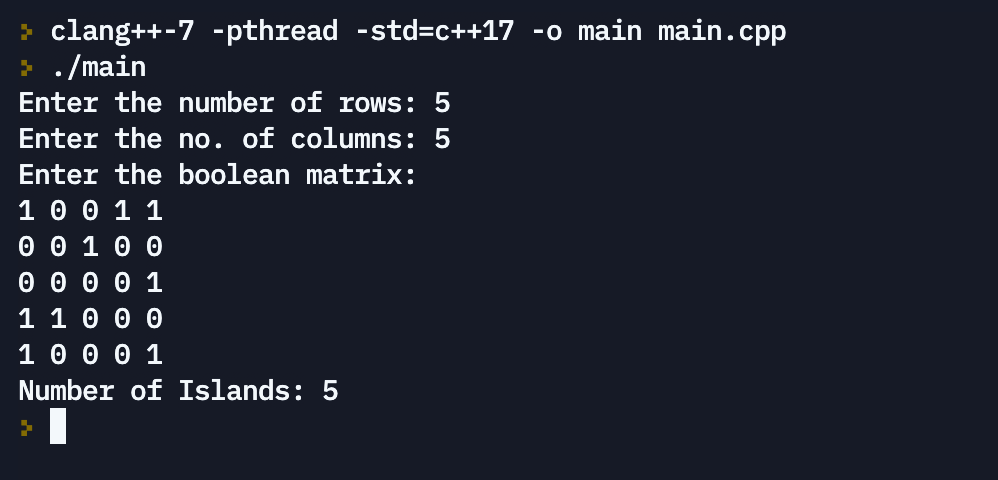 clang++-7 -pthread -std=c++17 -o main main.cpp
./main
Enter the number of rows: 5
Enter the no. of columns: 5
Enter the boolean matrix:
1 0 0 1 1
0 0 1 0 0
0 0 0 0 1
1 1 0 0 0
1 0 0 0 1
Number of Islands: 5